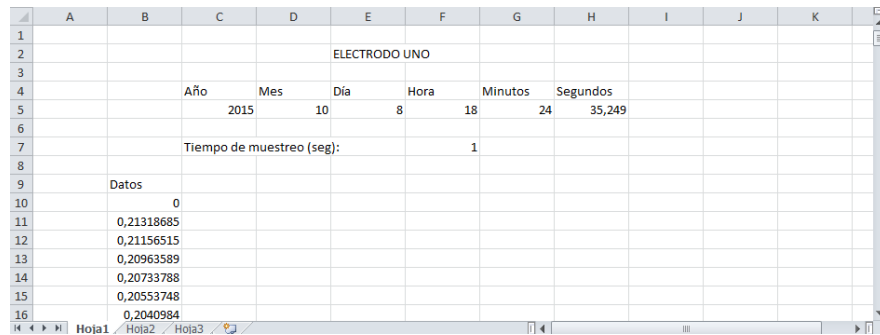 A B C D E F G H I J K
1
2 ELECTRODO UNO
3
4 Año Mes Día Hora Minutos Segundos
5 2015 10 8 18 24 35,249
6
7 Tiempo de muestreo (seg): 1
8
9 Datos
10 0
11 0,21318685
12 0,21156515
13 0,20963589
14 0,20733788
15 0,20553748
16 0,2040984
Hoja1 Hoja2 Hoja3